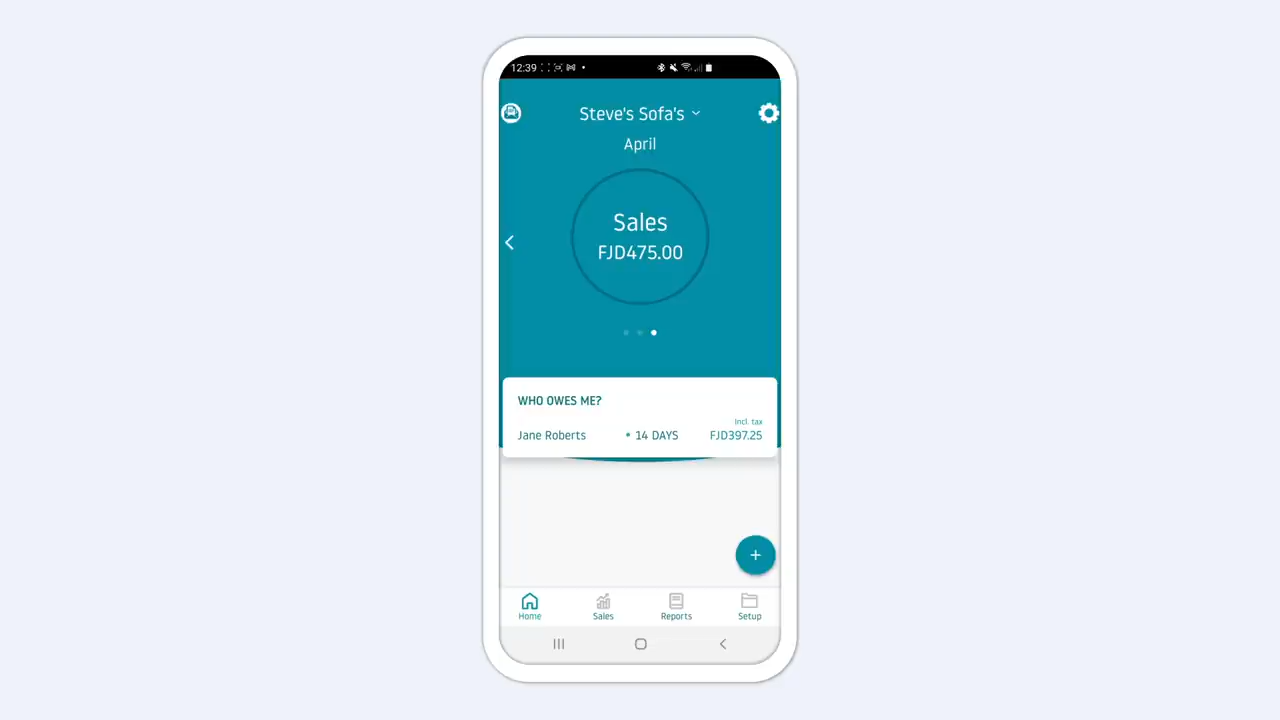 12:39
Steve's Sofa's
April
Sales
FJD475.00
WHO OWES ME?
Incl. tax
Jane Roberts • 14 DAYS FJD397.25
+
Home Sales Reports Setup